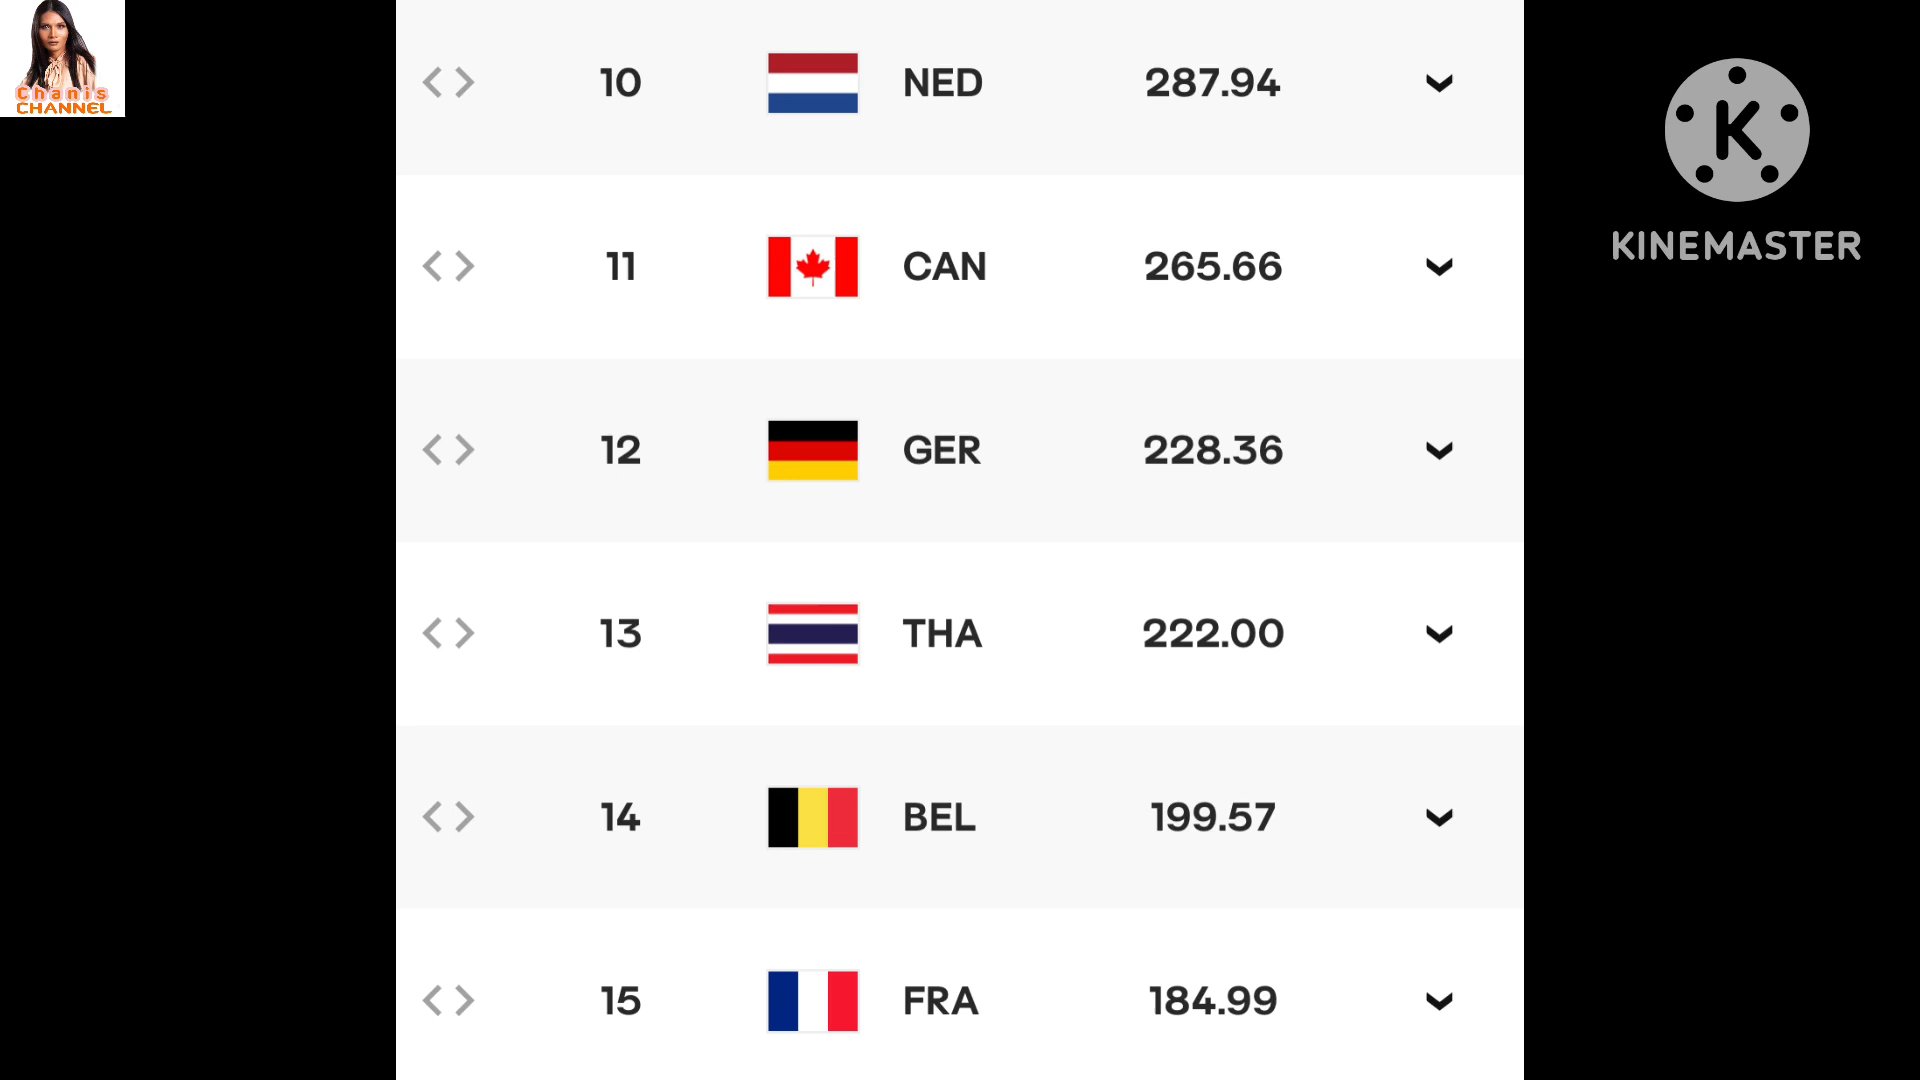 Chanis
CHANNEL
10 NED 287.94
K
KINEMASTER
11 CAN 265.66
12 GER 228.36
13 THA 222.00
14 BEL 199.57
15 FRA 184.99